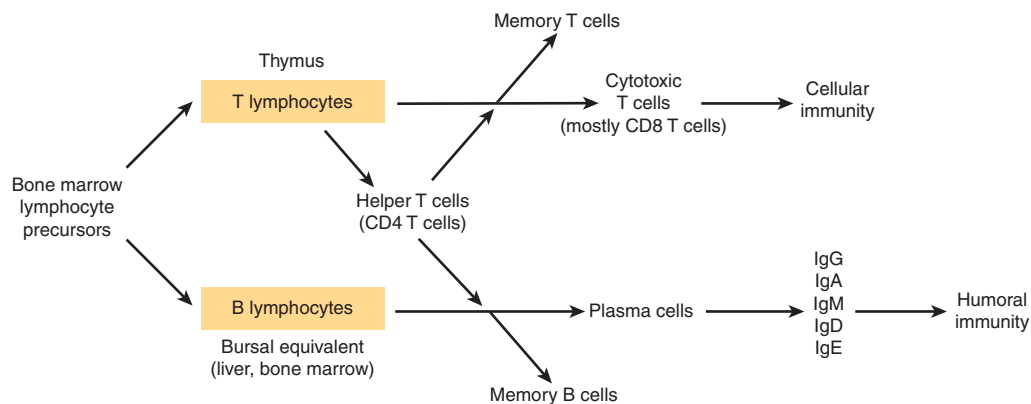 Memory T cells
Thymus
T lymphocytes
Cytotoxic
T cells
(mostly CD8 T cells)
Cellular
immunity
Bone marrow
lymphocyte
precursors
Helper T cells
(CD4 T cells)
B lymphocytes
Bursal equivalent
(liver, bone marrow)
Plasma cells
IgG
IgA
IgM
IgD
IgE
Humoral
immunity
Memory B cells